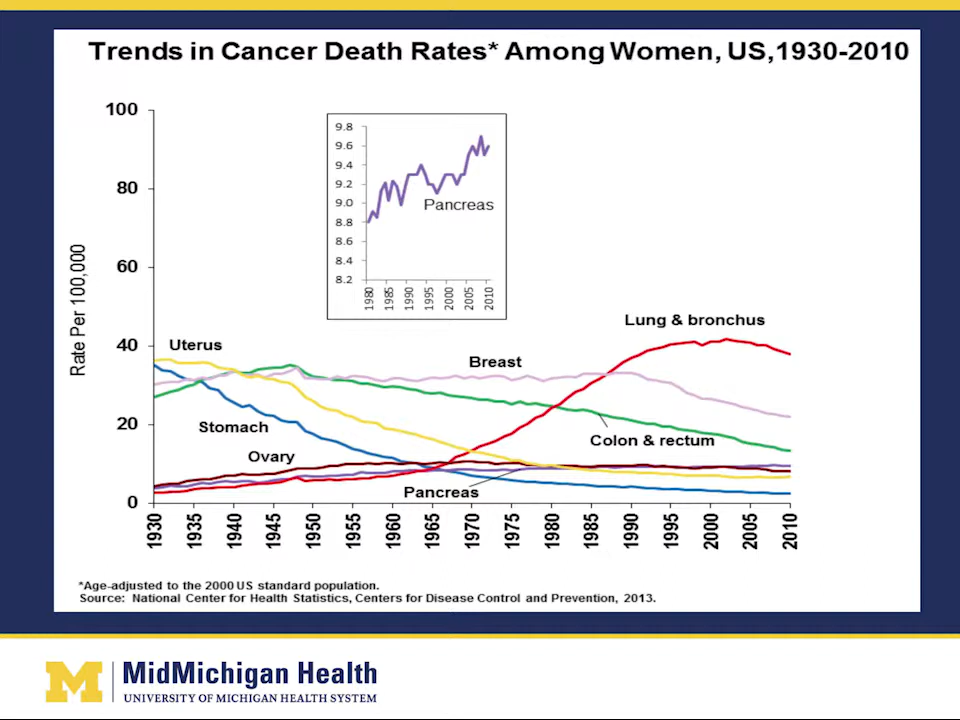 Trends in Cancer Death Rates* Among Women, US,1930-2010
100
80
60
40
20
0
Rate Per 100,000
9.8
9.6
9.4
9.2
9.0
8.8
8.6
8.4
8.2
Pancreas
1980
1985
1990
1995
2000
2005
2010
Lung & bronchus
Uterus
Breast
Stomach
Colon & rectum
Ovary
Pancreas
1930
1935
1940
1945
1950
1955
1960
1965
1970
1975
1980
1985
1990
1995
2000
2005
2010
*Age-adjusted to the 2000 US standard population.
Source: National Center for Health Statistics, Centers for Disease Control and Prevention, 2013.
M
MidMichigan Health
UNIVERSITY OF MICHIGAN HEALTH SYSTEM